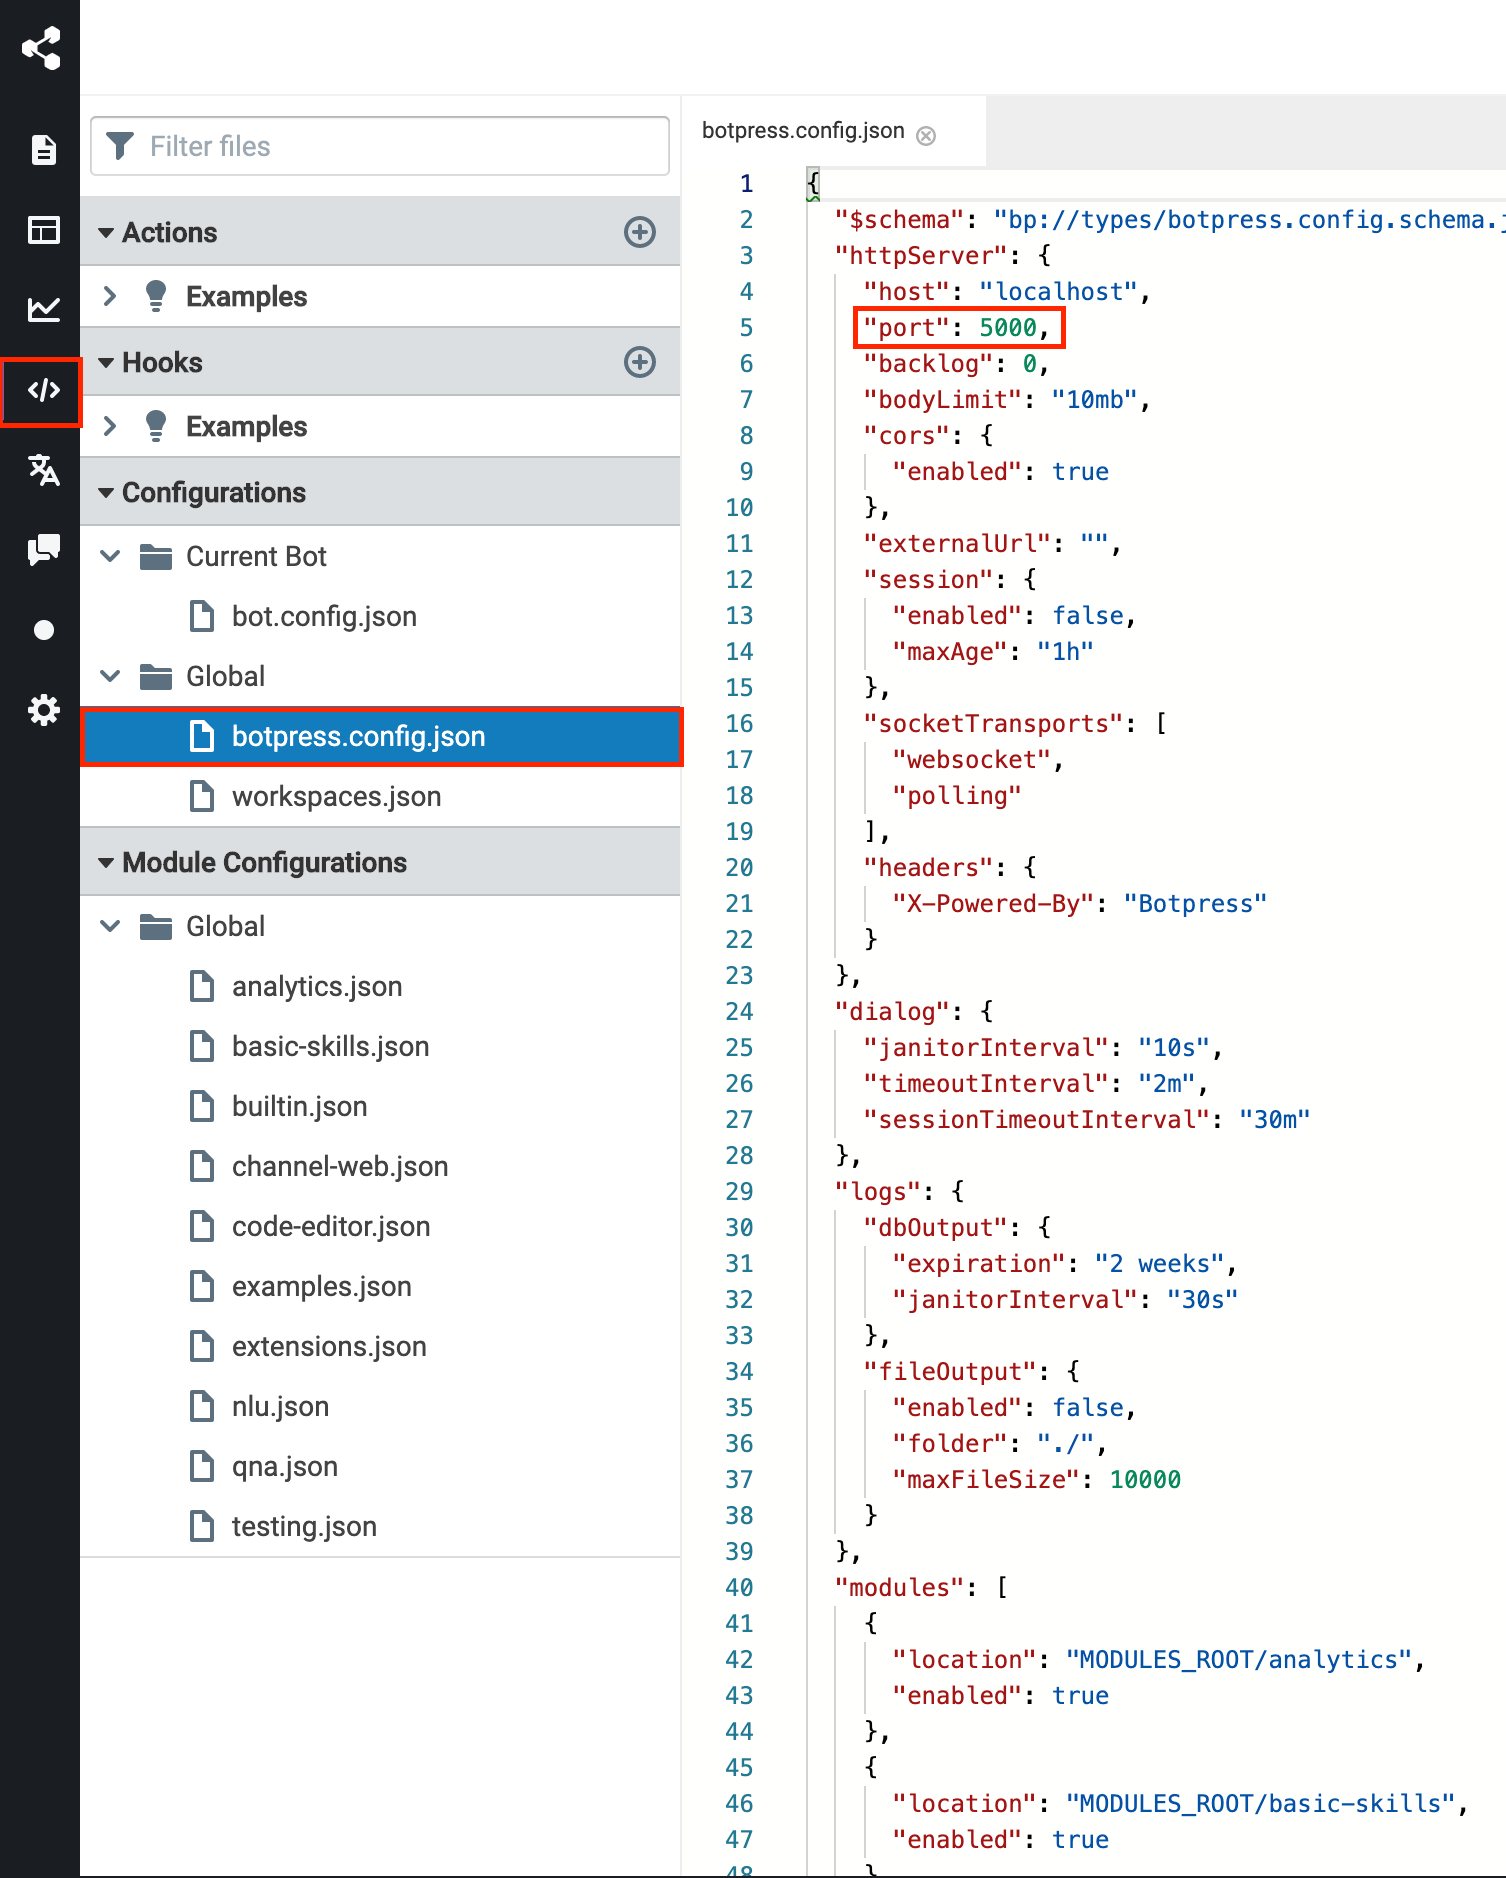 Filter files
Actions
Examples
Hooks
Examples
Configurations
Current Bot
bot.config.json
Global
botpress.config.json
workspaces.json
Module Configurations
Global
analytics.json
basic-skills.json
builtin.json
channel-web.json
code-editor.json
examples.json
extensions.json
nlu.json
qna.json
testing.json
botpress.config.json
1 {
2 "$schema": "bp://types/botpress.config.schema.j
3 "httpServer": {
4 "host": "localhost",
5 "port": 5000,
6 "backlog": 0,
7 "bodyLimit": "10mb",
8 "cors": {
9 "enabled": true
10 },
11 "externalUrl": "",
12 "session": {
13 "enabled": false,
14 "maxAge": "1h"
15 },
16 "socketTransports": [
17 "websocket",
18 "polling"
19 ],
20 "headers": {
21 "X-Powered-By": "Botpress"
22 }
23 },
24 "dialog": {
25 "janitorInterval": "10s",
26 "timeoutInterval": "2m",
27 "sessionTimeoutInterval": "30m"
28 },
29 "logs": {
30 "dbOutput": {
31 "expiration": "2 weeks",
32 "janitorInterval": "30s"
33 },
34 "fileOutput": {
35 "enabled": false,
36 "folder": "./",
37 "maxFileSize": 10000
38 }
39 },
40 "modules": [
41 {
42 "location": "MODULES_ROOT/analytics",
43 "enabled": true
44 },
45 {
46 "location": "MODULES_ROOT/basic-skills",
47 "enabled": true
48 }